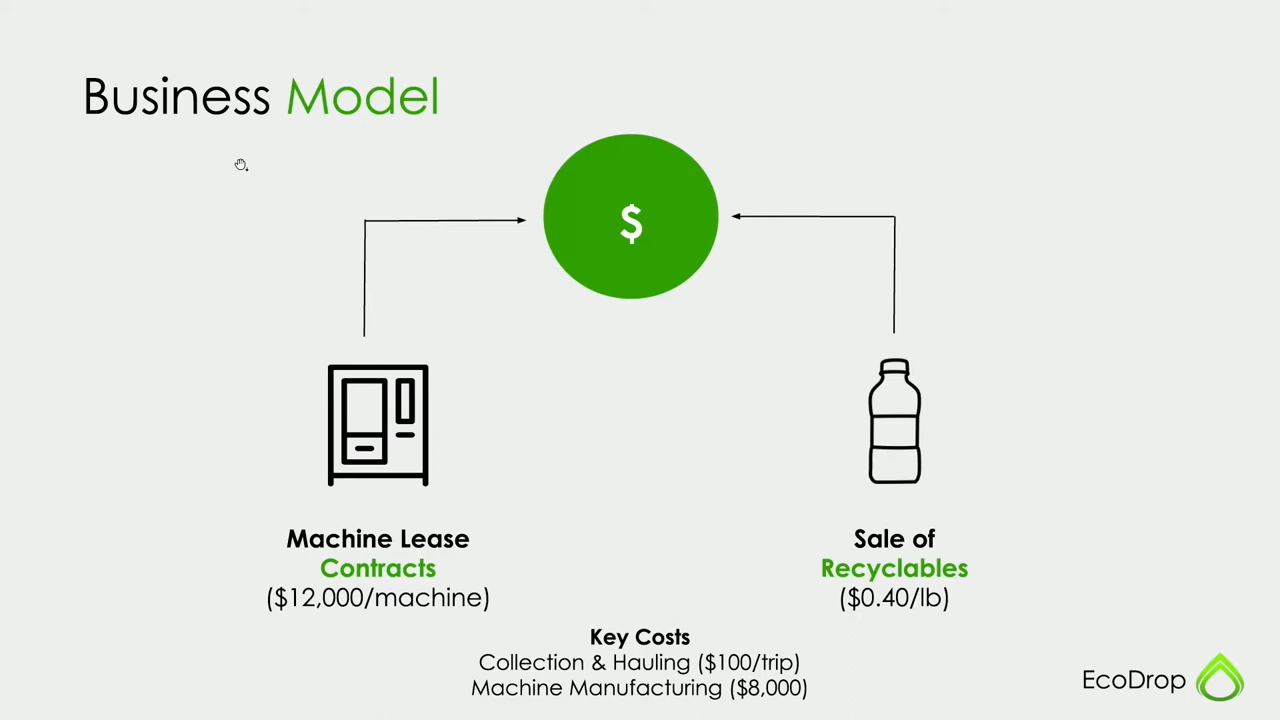 Business Model
$
Machine Lease
Contracts
($12,000/machine)
Sale of
Recyclables
($0.40/lb)
Key Costs
Collection & Hauling ($100/trip)
Machine Manufacturing ($8,000)
EcoDrop